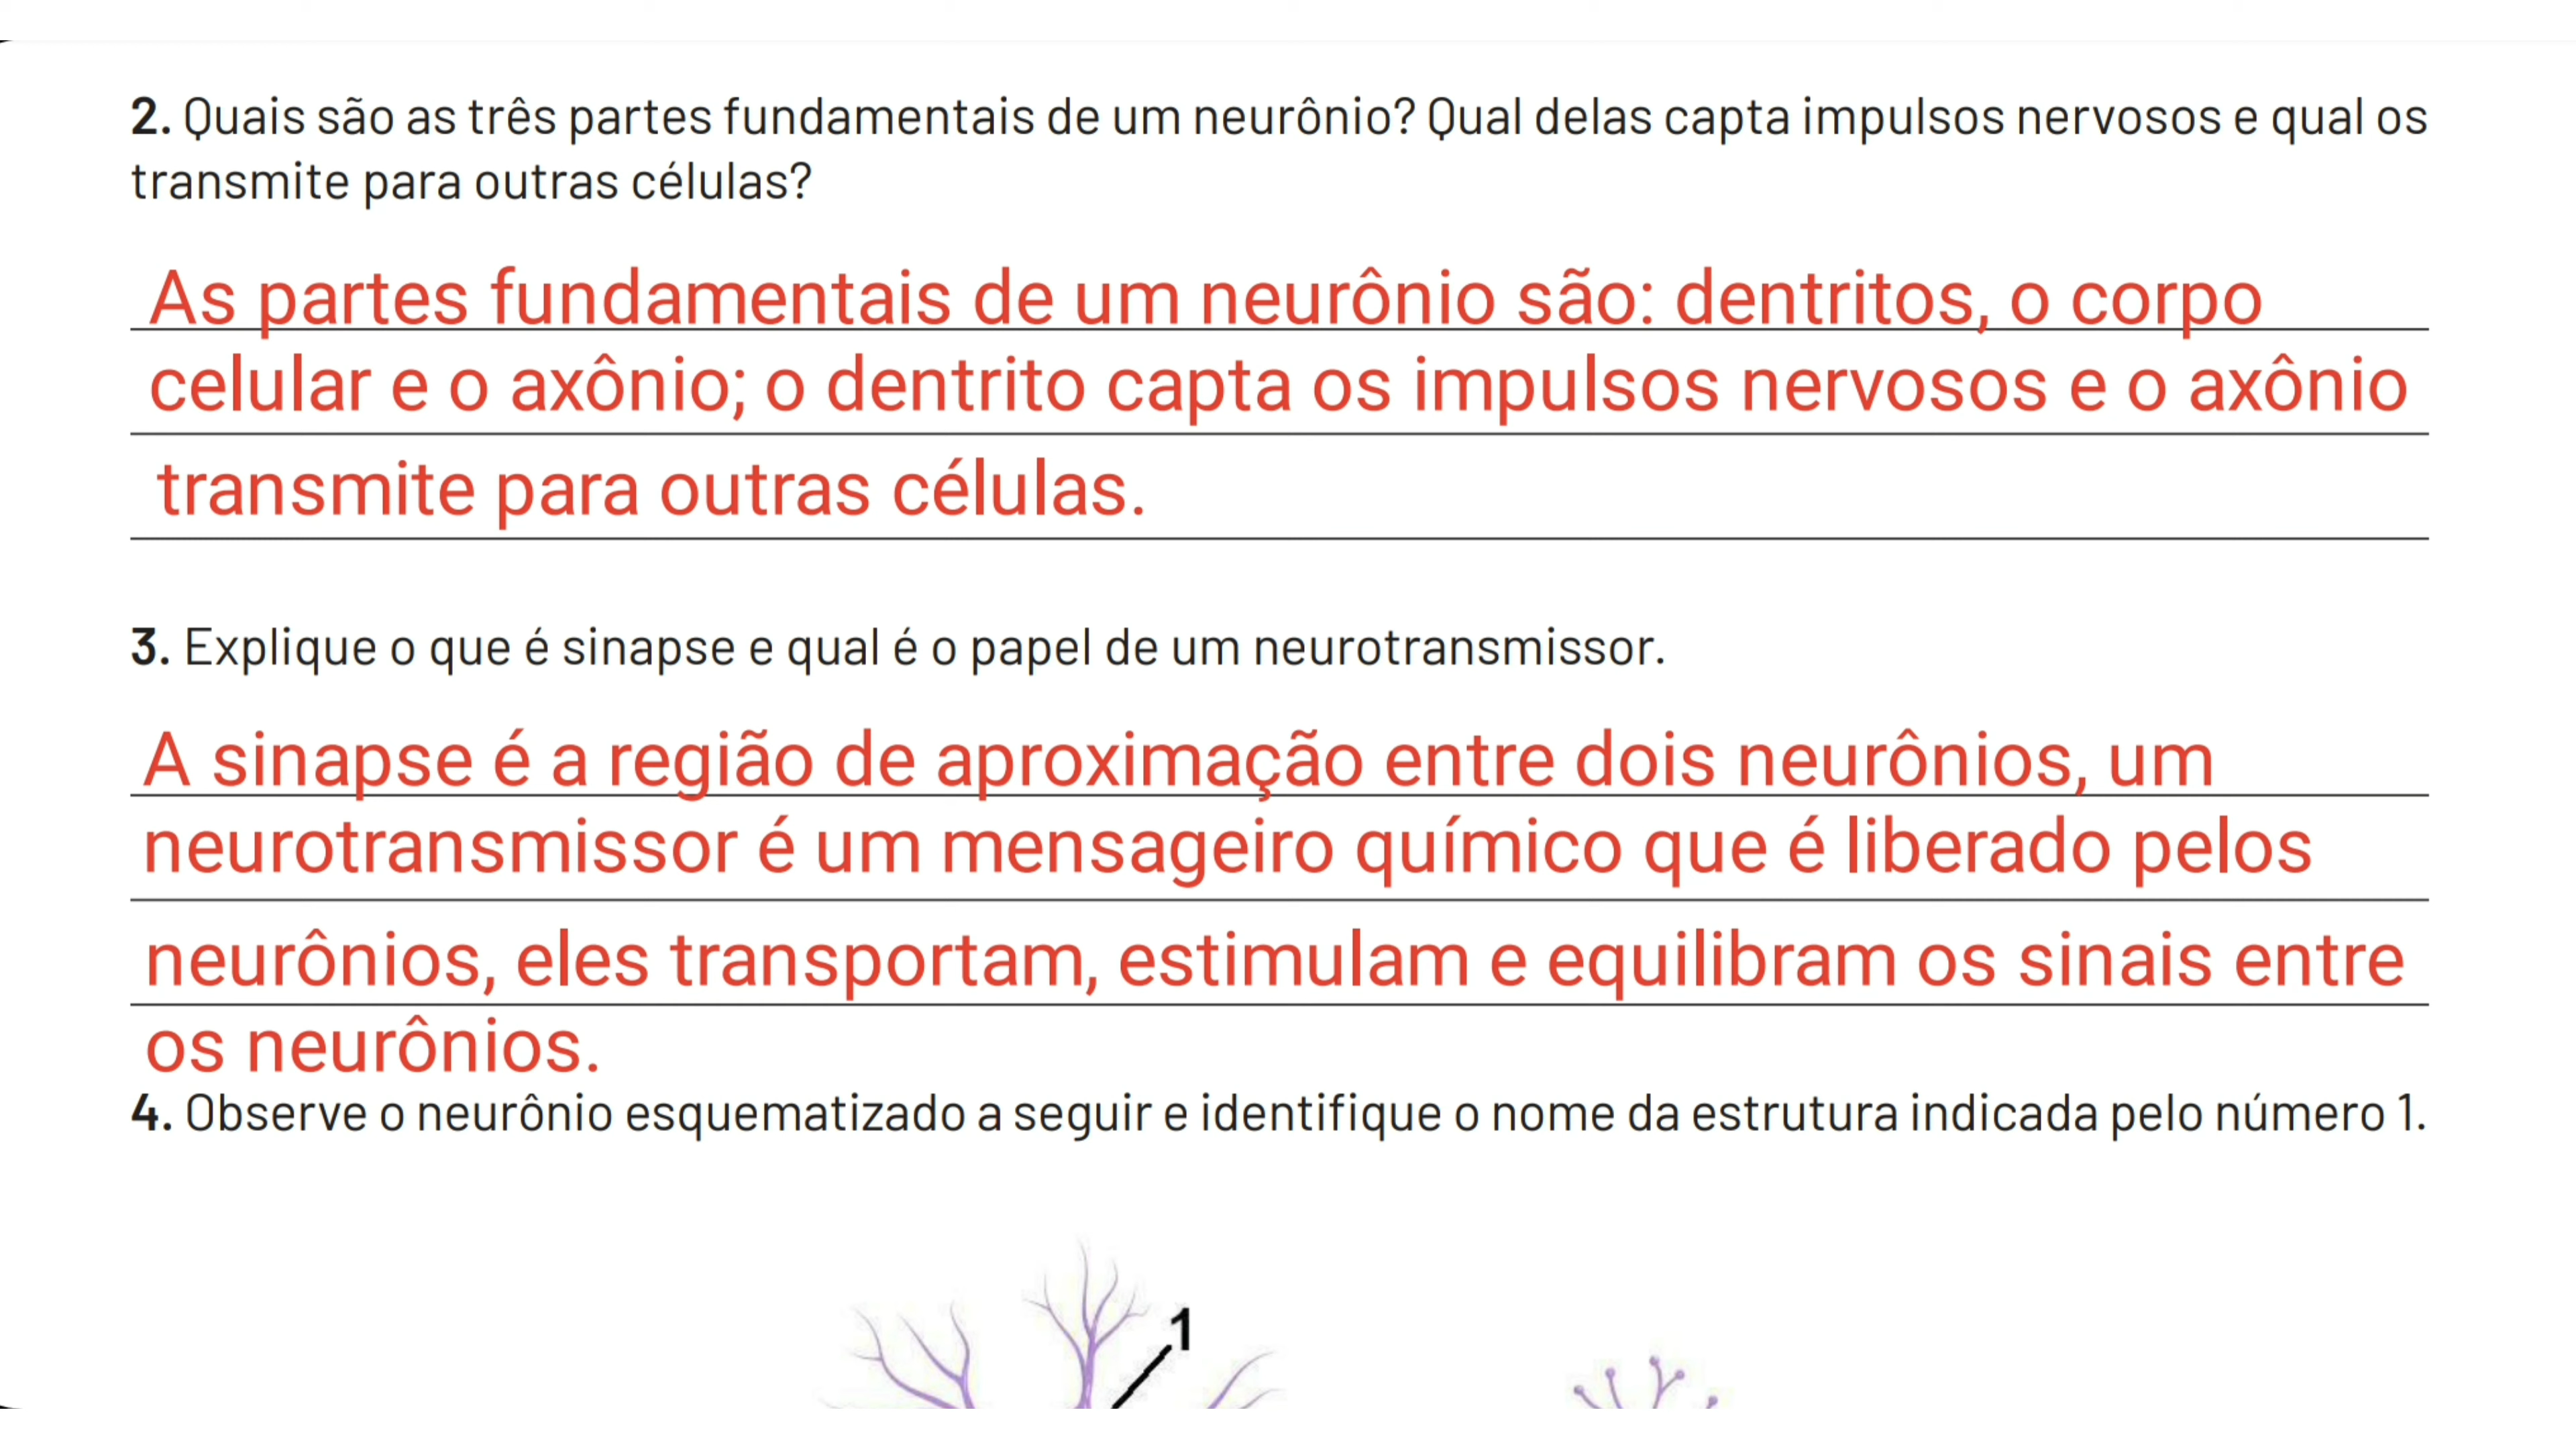 2. Quais são as três partes fundamentais de um neurônio? Qual delas capta impulsos nervosos e qual os
transmite para outras células?
As partes fundamentais de um neurônio são: dentritos, o corpo
celular e o axônio; o dentrito capta os impulsos nervosos e o axônio
transmite para outras células.
3. Explique o que é sinapse e qual é o papel de um neurotransmissor.
A sinapse é a região de aproximação entre dois neurônios, um
neurotransmissor é um mensageiro químico que é liberado pelos
neurônios, eles transportam, estimulam e equilibram os sinais entre
os neurônios.
4. Observe o neurônio esquematizado a seguir e identifique o nome da estrutura indicada pelo número 1.
1